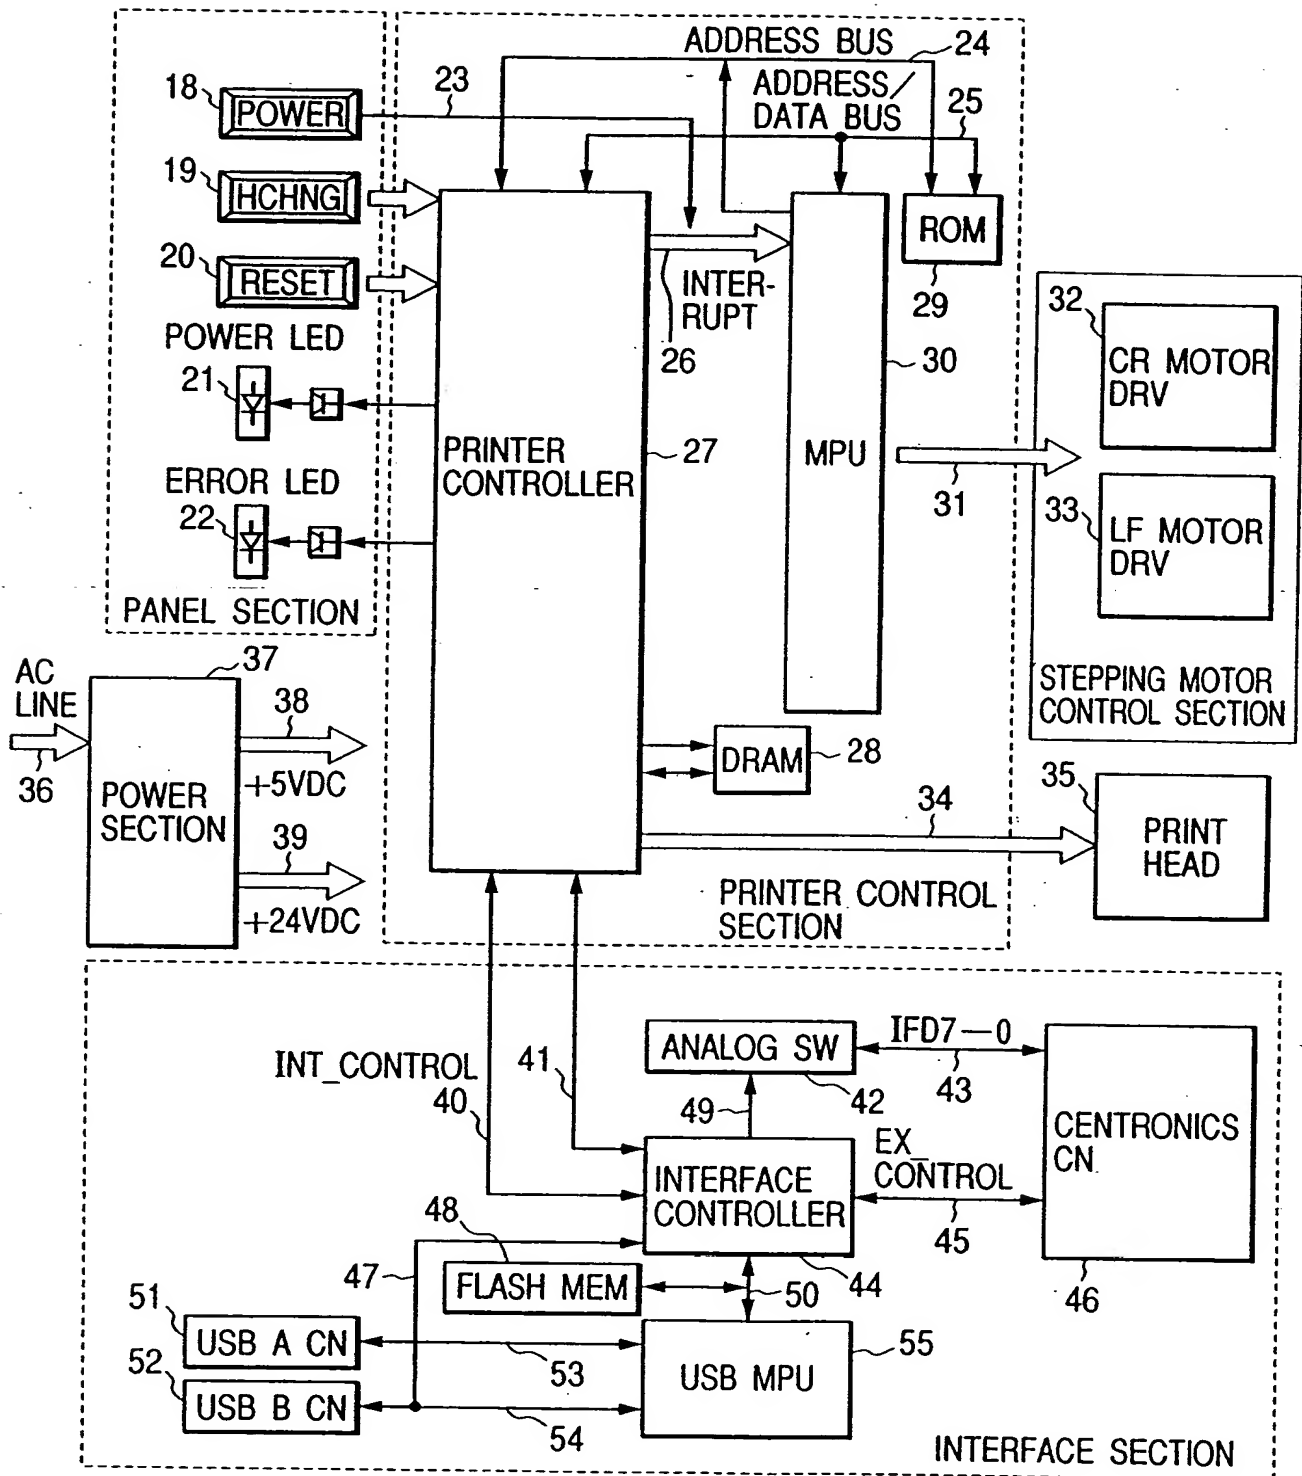 ADDRESS BUS
24
18
POWER
23
ADDRESS/
DATA BUS
25
19
HCHNG
20
RESET
26
INTER-
RUPT
ROM
29
POWER LED
21
30
32
CR MOTOR
DRV
PRINTER
CONTROLLER
27
MPU
31
ERROR LED
22
33
LF MOTOR
DRV
PANEL SECTION
STEPPING MOTOR
CONTROL SECTION
AC
LINE
36
37
38
+5VDC
POWER
SECTION
39
+24VDC
DRAM
28
34
35
PRINT
HEAD
PRINTER CONTROL
SECTION
INT_CONTROL
40
41
ANALOG SW
42
IFD7—0
43
49
CENTRONICS
CN
46
EX_
CONTROL
45
INTERFACE
CONTROLLER
44
47
48
FLASH MEM
50
51
USB A CN
53
55
52
USB B CN
54
USB MPU
INTERFACE SECTION